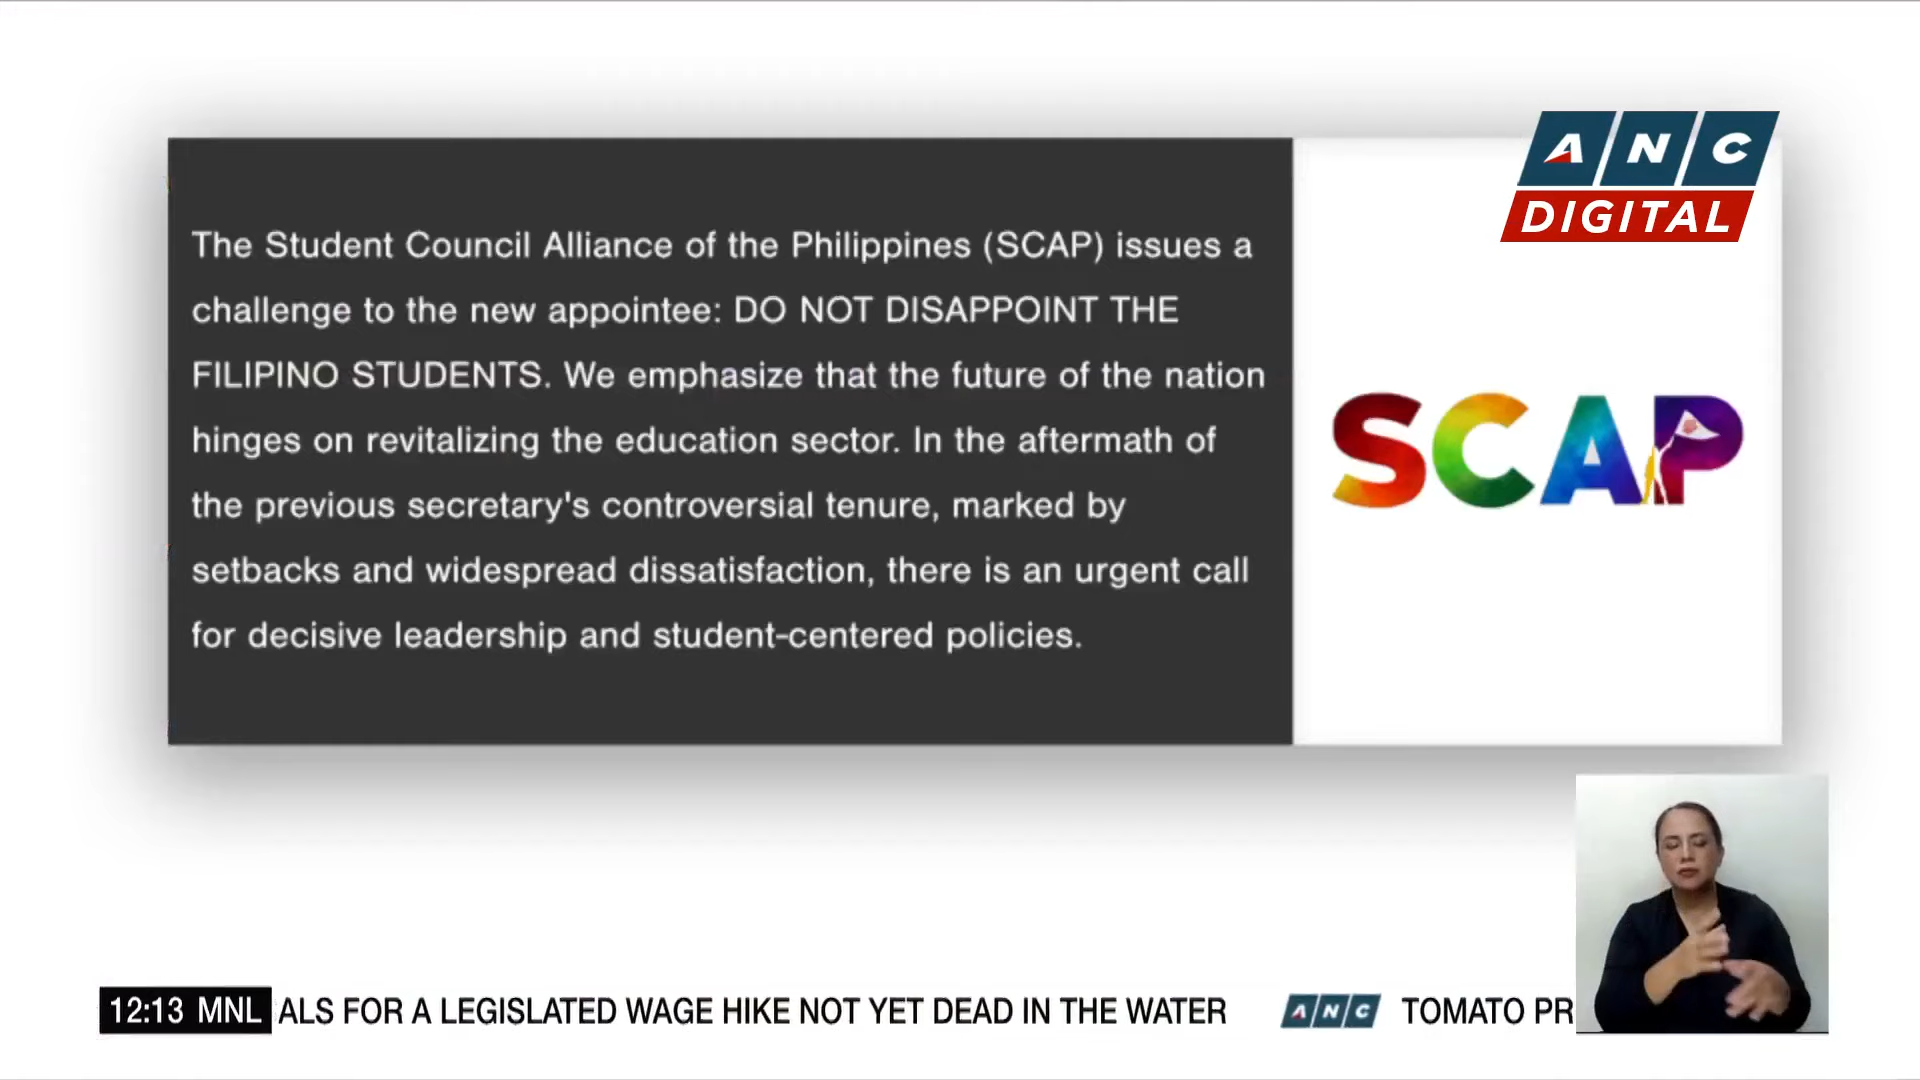 ANC
DIGITAL
The Student Council Alliance of the Philippines (SCAP) issues a
challenge to the new appointee: DO NOT DISAPPOINT THE
FILIPINO STUDENTS. We emphasize that the future of the nation
hinges on revitalizing the education sector. In the aftermath of
the previous secretary's controversial tenure, marked by
setbacks and widespread dissatisfaction, there is an urgent call
for decisive leadership and student-centered policies.
SCAP
12:13 MNL ALS FOR A LEGISLATED WAGE HIKE NOT YET DEAD IN THE WATER ANC TOMATO PR